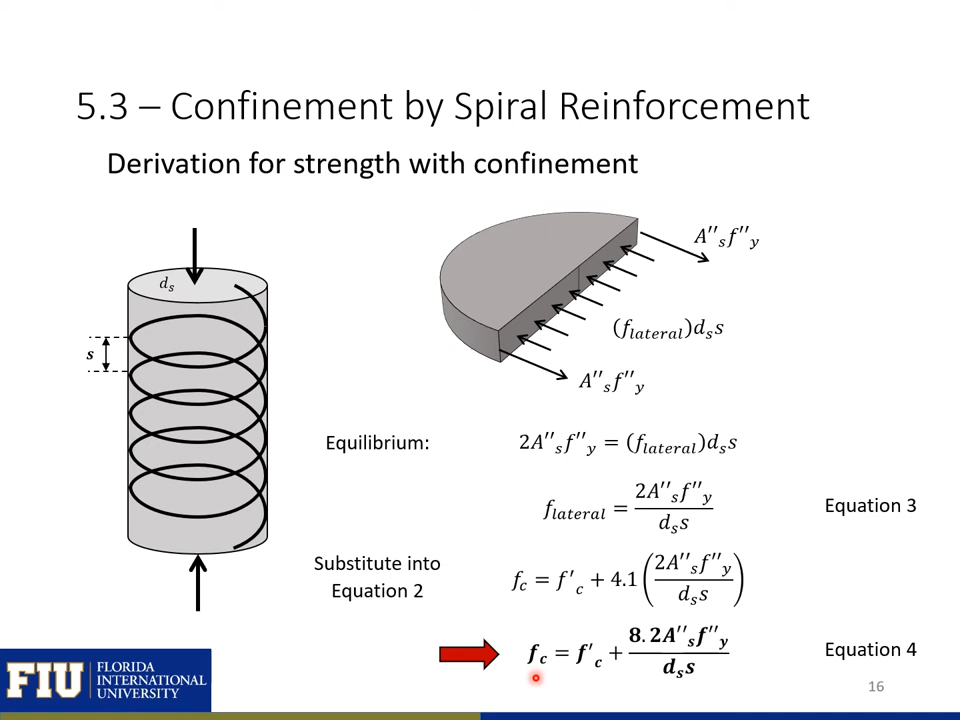 5.3 – Confinement by Spiral Reinforcement
Derivation for strength with confinement
d_s
s
A''_s f''_y
(f_lateral)d_s s
A''_s f''_y
Equilibrium: 2A''_s f''_y = (f_lateral)d_s s
f_lateral = 2A''_s f''_y / d_s s Equation 3
Substitute into
Equation 2
f_c = f'_c + 4.1 (2A''_s f''_y / d_s s)
f_c = f'_c + 8.2A''_s f''_y / d_s s Equation 4
FIU
FLORIDA
INTERNATIONAL
UNIVERSITY
16